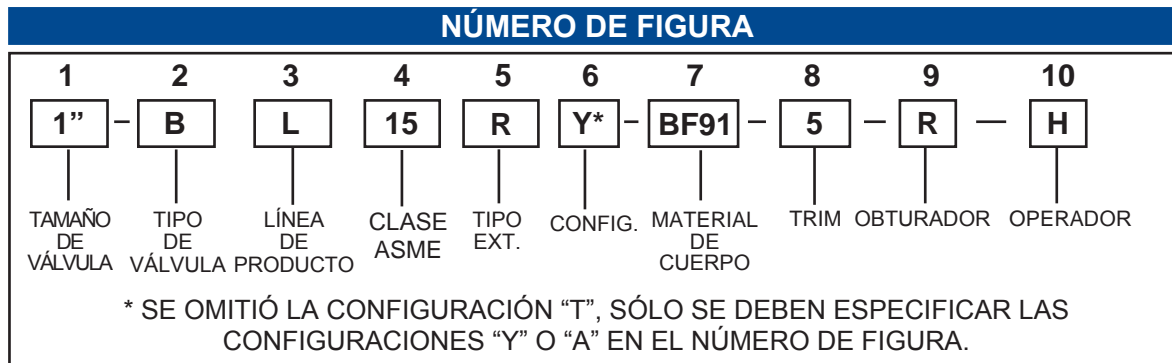 NÚMERO DE FIGURA
1 2 3 4 5 6 7 8 9 10
1” – B L 15 R Y* – BF91 – 5 – R – H
TAMAÑO DE VÁLVULA
TIPO DE VÁLVULA
LÍNEA DE PRODUCTO
CLASE ASME
TIPO EXT.
CONFIG.
MATERIAL DE CUERPO
TRIM
OBTURADOR
OPERADOR
* SE OMITIÓ LA CONFIGURACIÓN “T”, SÓLO SE DEBEN ESPECIFICAR LAS
CONFIGURACIONES “Y” O “A” EN EL NÚMERO DE FIGURA.